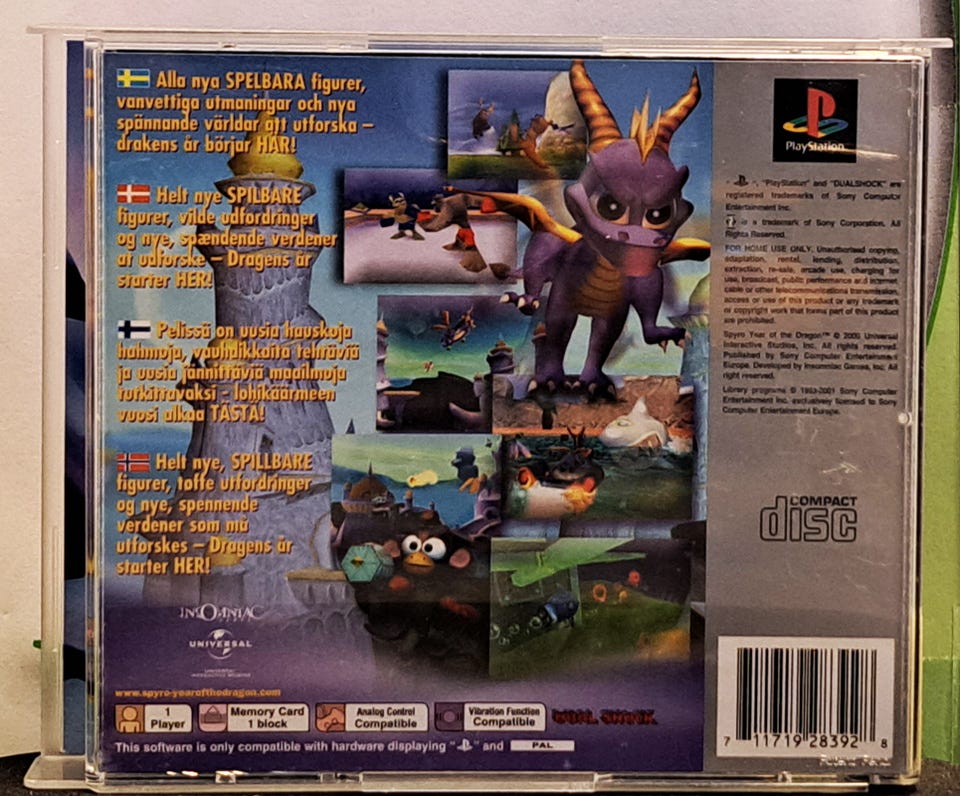 Alla nya SPELBARA figurer,
vanvettiga utmaningar och nya
spännande världar att utforska –
drakens år börjar HÄR!
Helt nye SPILBARE
figurer, vilde udfordringer
og nye, spændende verdener
at udforske – Dragens år
starter HER!
Pelissä on uusia hauskoja
hahmoja, vauhdikkaita tehtäviä
ja uusia jännittäviä maailmoja
tutkittavaksi - lohikäärmeen
vuosi alkaa TÄSTÄ!
Helt nye, SPILLBARE
figurer, tøffe utfordringer
og nye, spennende
verdener som må
utforskes – Dragens år
starter HER!
INSOMNIAC
UNIVERSAL
UNIVERSAL
INTERACTIVE STUDIOS
www.spyro-yearofthedragon.com
1
Player
Memory Card
1 block
Analog Control
Compatible
Vibration Function
Compatible
DUAL SHOCK
This software is only compatible with hardware displaying " " and PAL
PlayStation
" ", "PlayStation" and "DUALSHOCK" are
registered trademarks of Sony Computer
Entertainment Inc.
is a trademark of Sony Corporation. All
Rights Reserved.
FOR HOME USE ONLY. Unauthorised copying,
adaptation, rental, lending, distribution,
extraction, re-sale, arcade use, charging for
use, broadcast, public performance and internet,
cable or other telecommunications transmission,
access or use of this product or any trademark
or copyright work that forms part of this product
are prohibited.
Spyro Year of the Dragon™ © 2000 Universal
Interactive Studios, Inc. All rights reserved.
Published by Sony Computer Entertainment
Europe. Developed by Insomniac Games, Inc. All
right reserved.
Library programs © 1993-2001 Sony Computer
Entertainment Inc. exclusively licensed to Sony
Computer Entertainment Europe.
COMPACT
disc
7 11719 28392 8